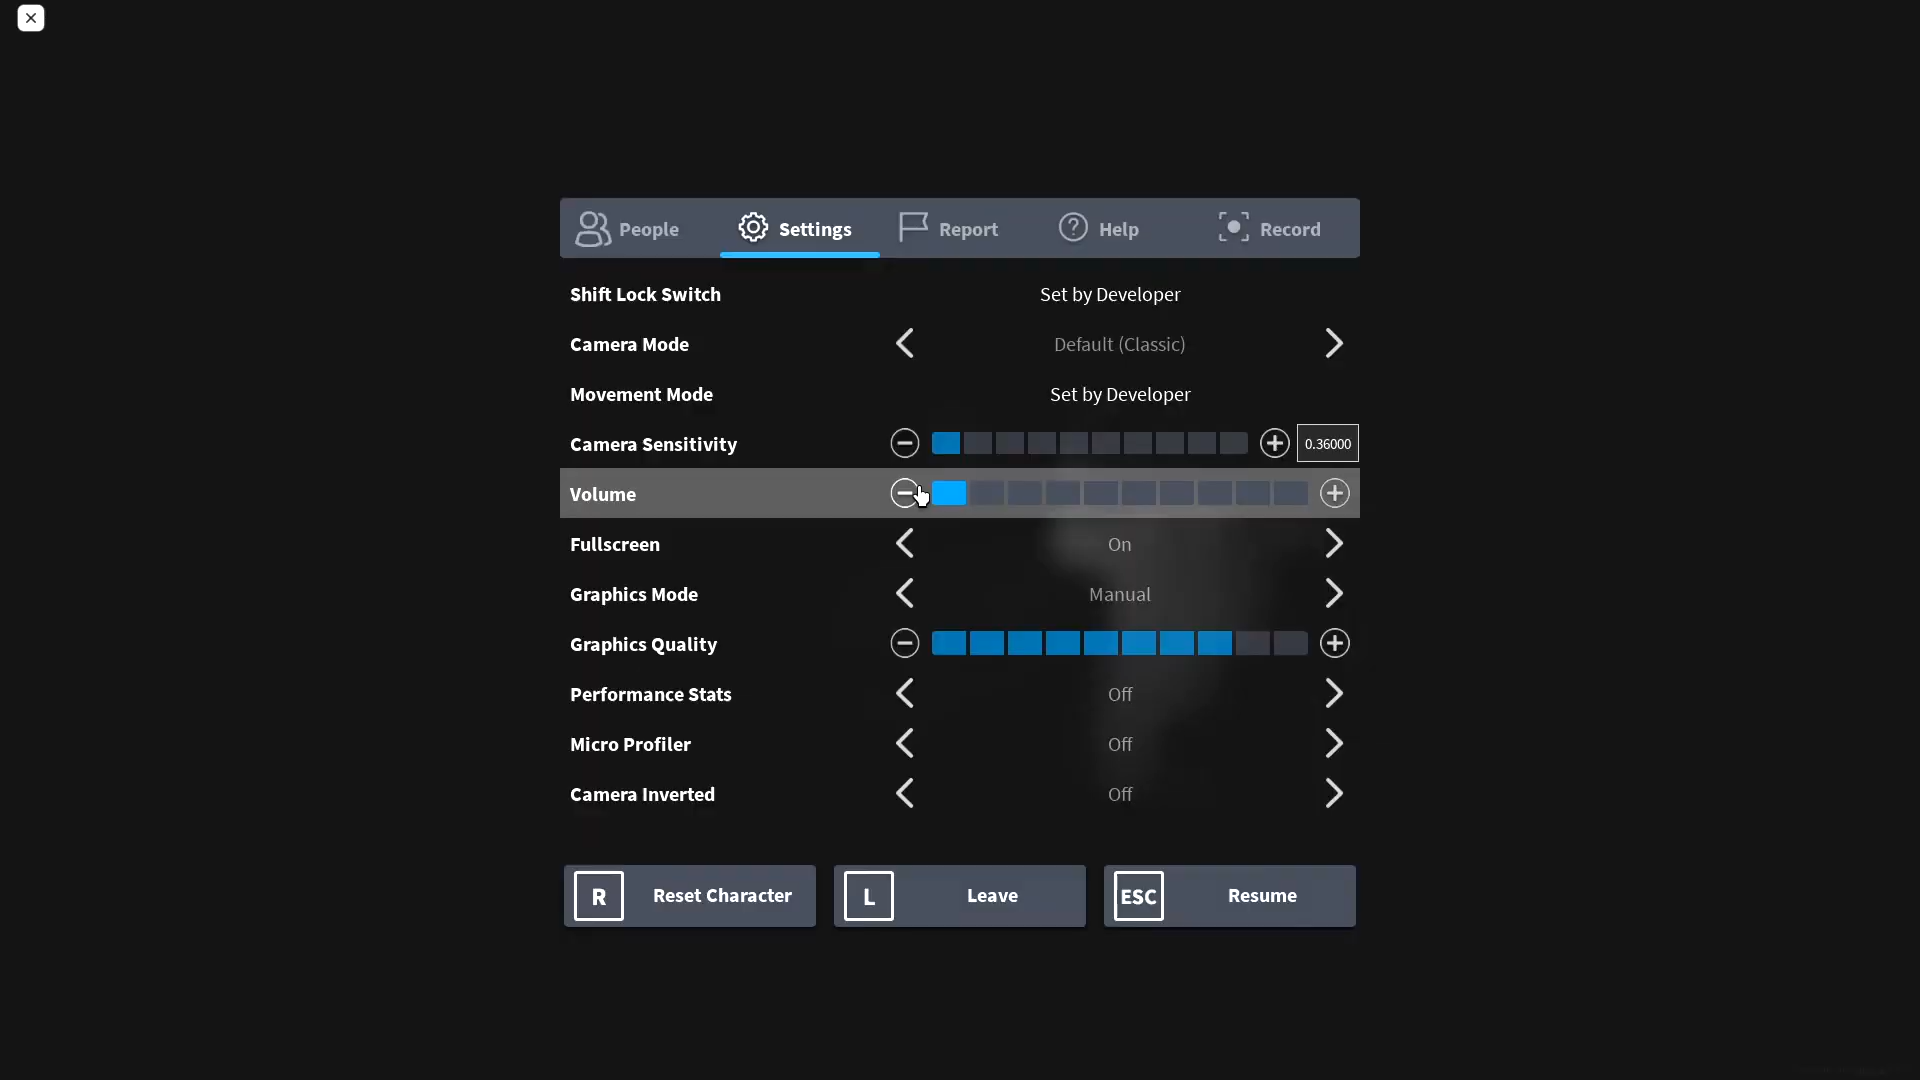 People Settings Report Help Record
Shift Lock Switch Set by Developer
Camera Mode Default (Classic)
Movement Mode Set by Developer
Camera Sensitivity 0.36000
Volume
Fullscreen On
Graphics Mode Manual
Graphics Quality
Performance Stats Off
Micro Profiler Off
Camera Inverted Off
R Reset Character L Leave ESC Resume